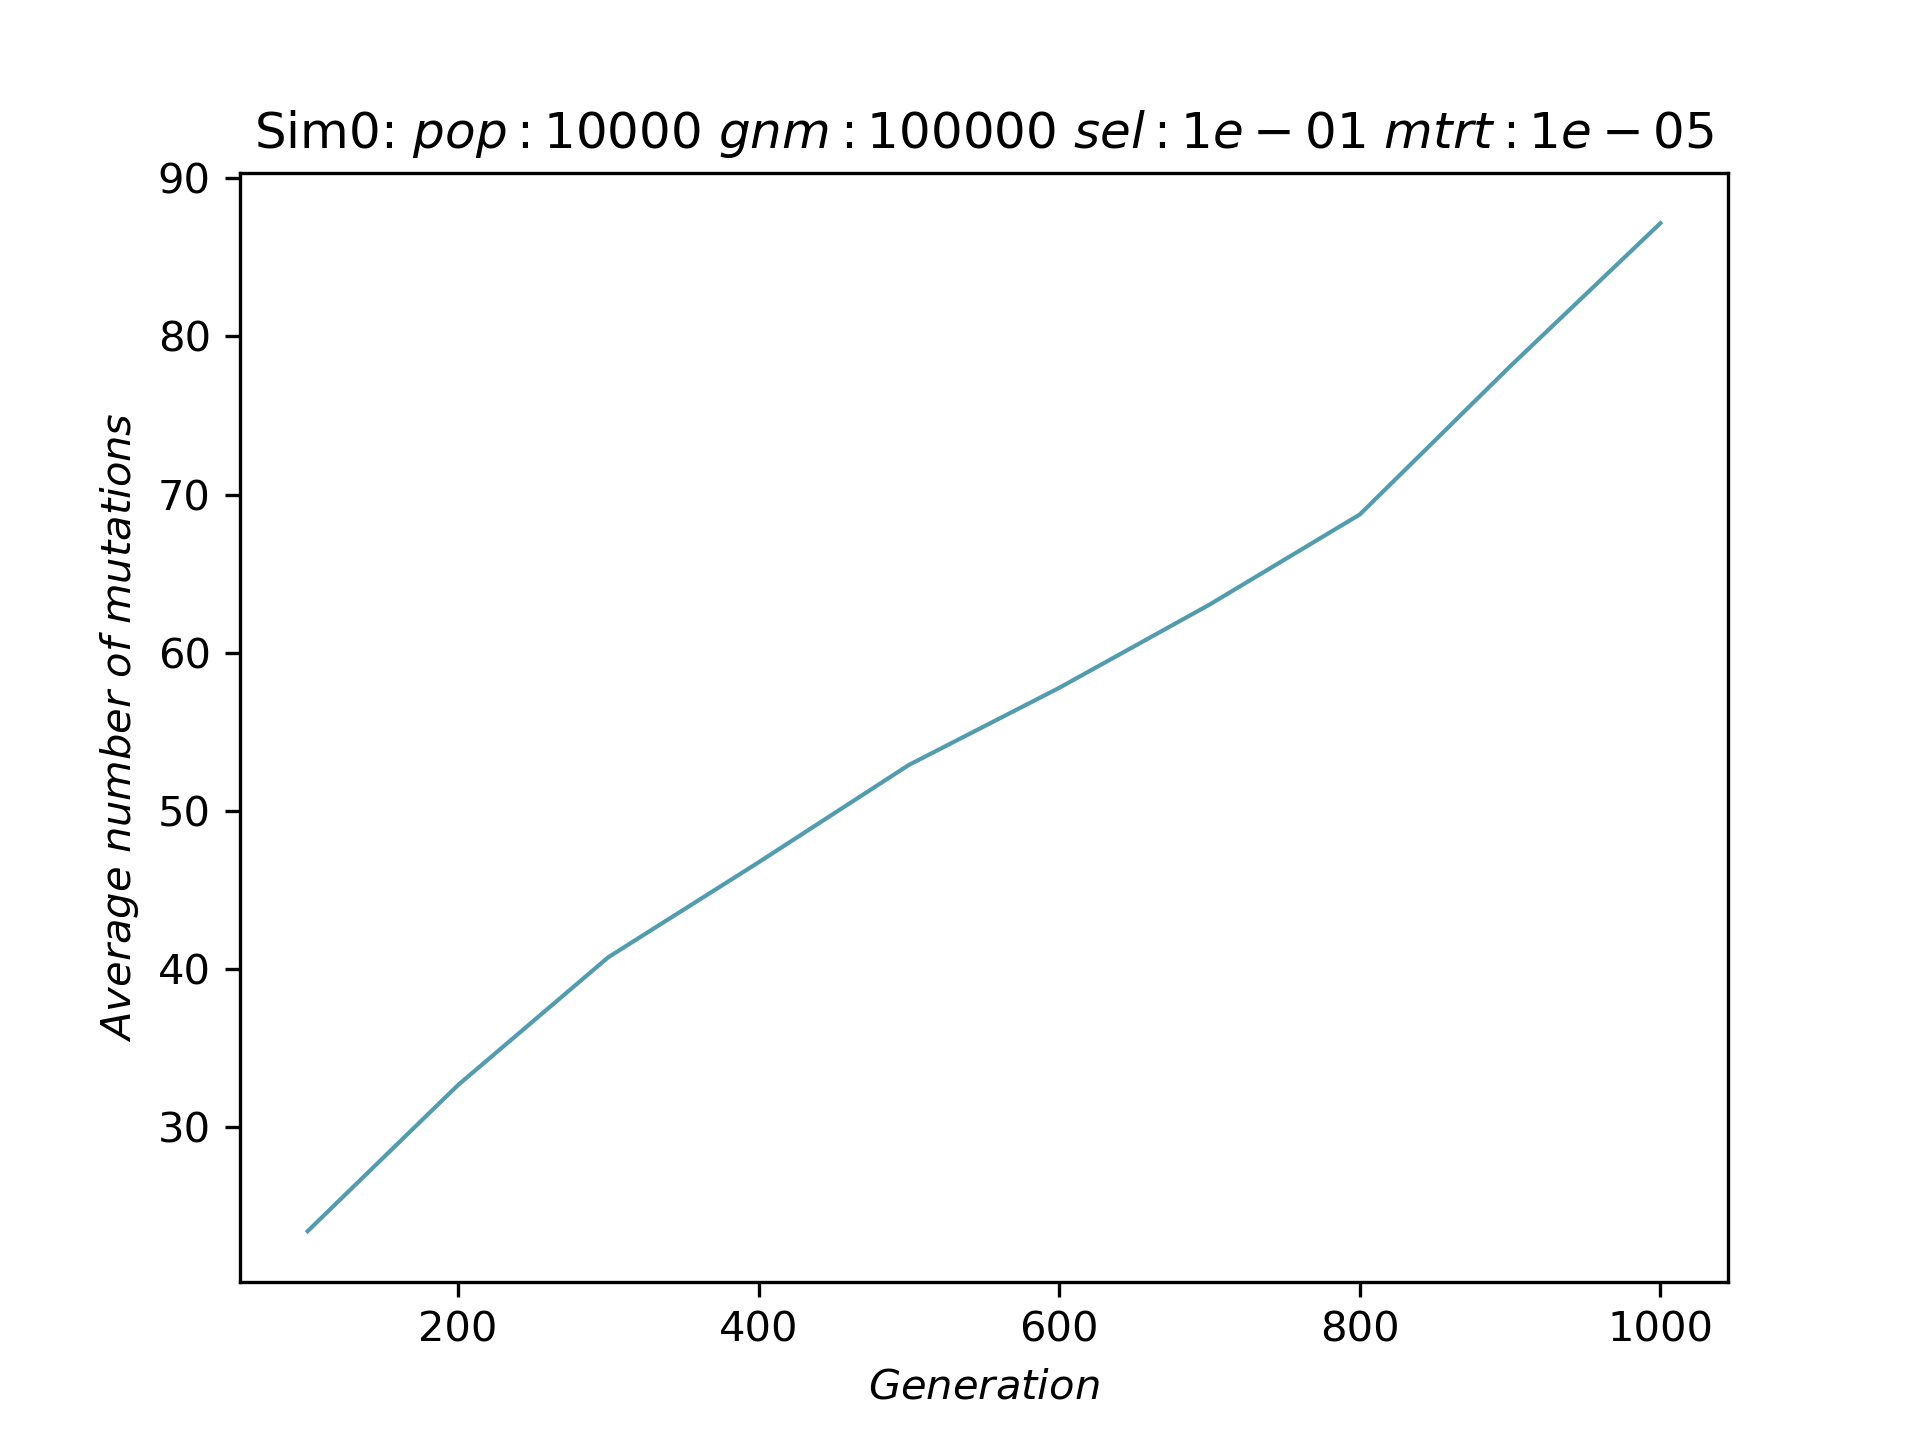 Sim0: pop : 10000 gnm : 100000 sel : 1e − 01 mtrt : 1e − 05
90
80
70
60
50
40
30
Average number of mutations
200 400 600 800 1000
Generation